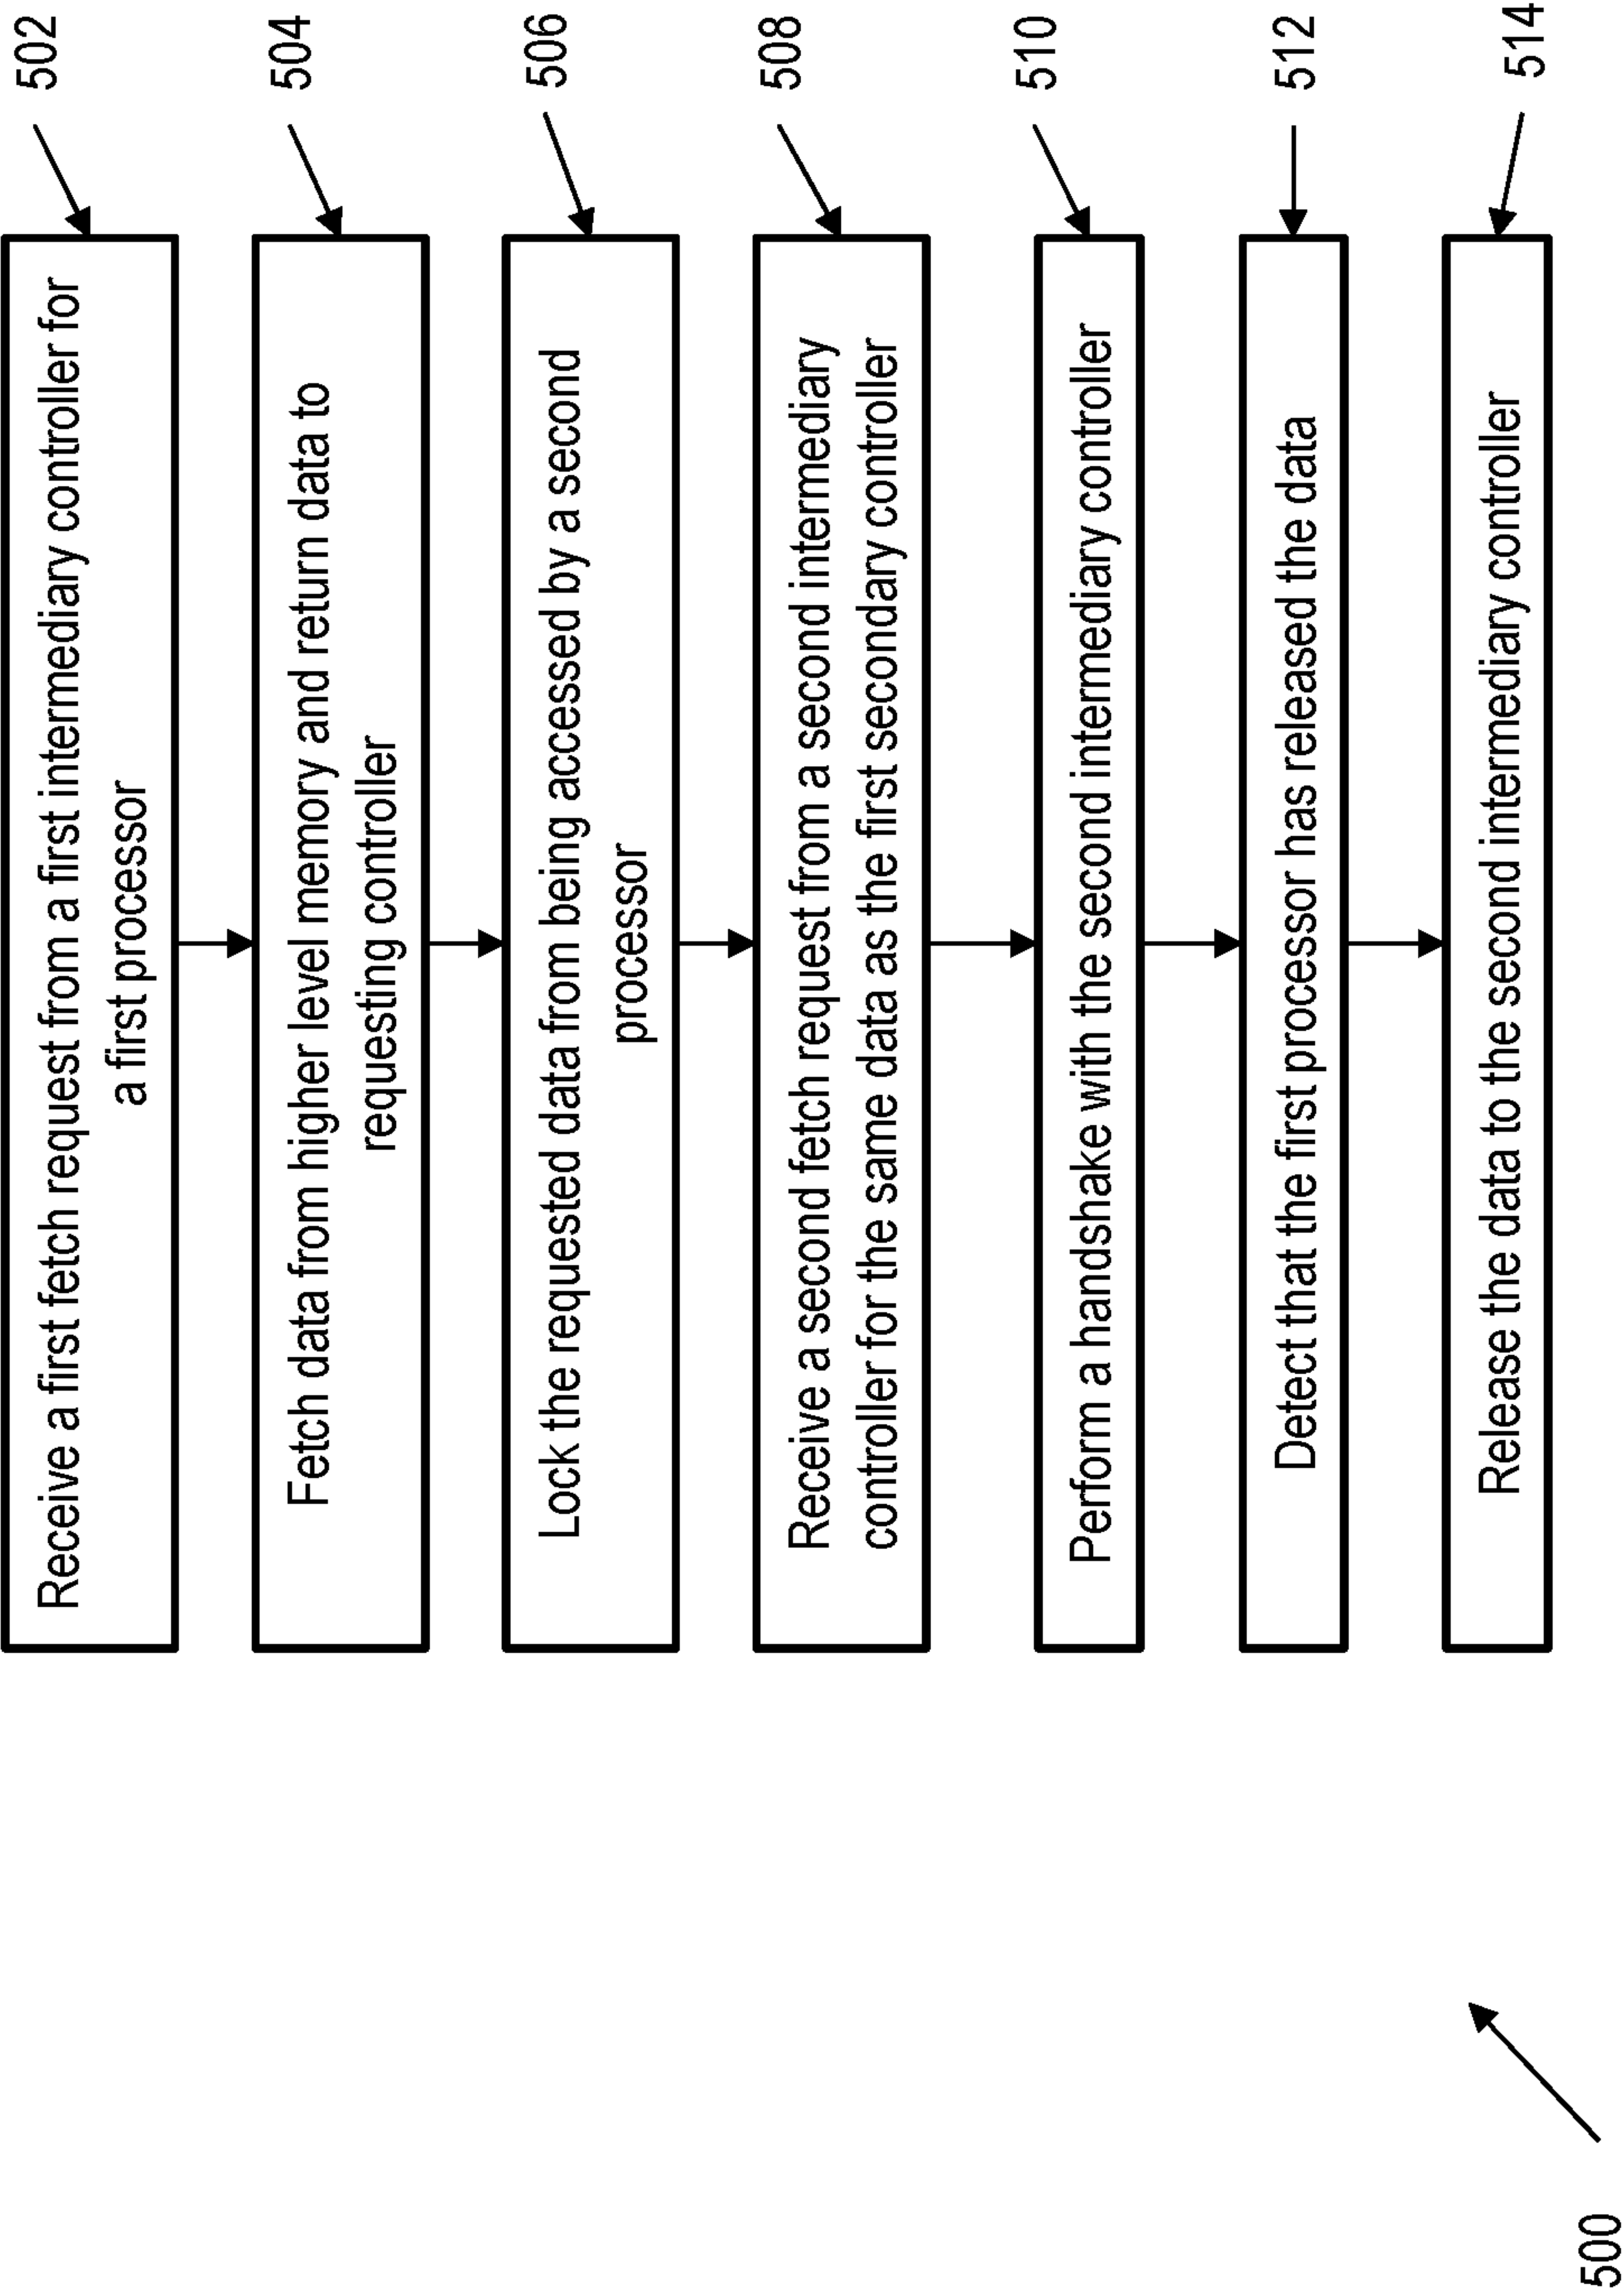 Receive a first fetch request from a first intermediary controller for
a first processor
502
Fetch data from higher level memory and return data to
requesting controller
504
Lock the requested data from being accessed by a second
processor
506
Receive a second fetch request from a second intermediary
controller for the same data as the first secondary controller
508
Perform a handshake with the second intermediary controller
510
Detect that the first processor has released the data
512
Release the data to the second intermediary controller
514
500